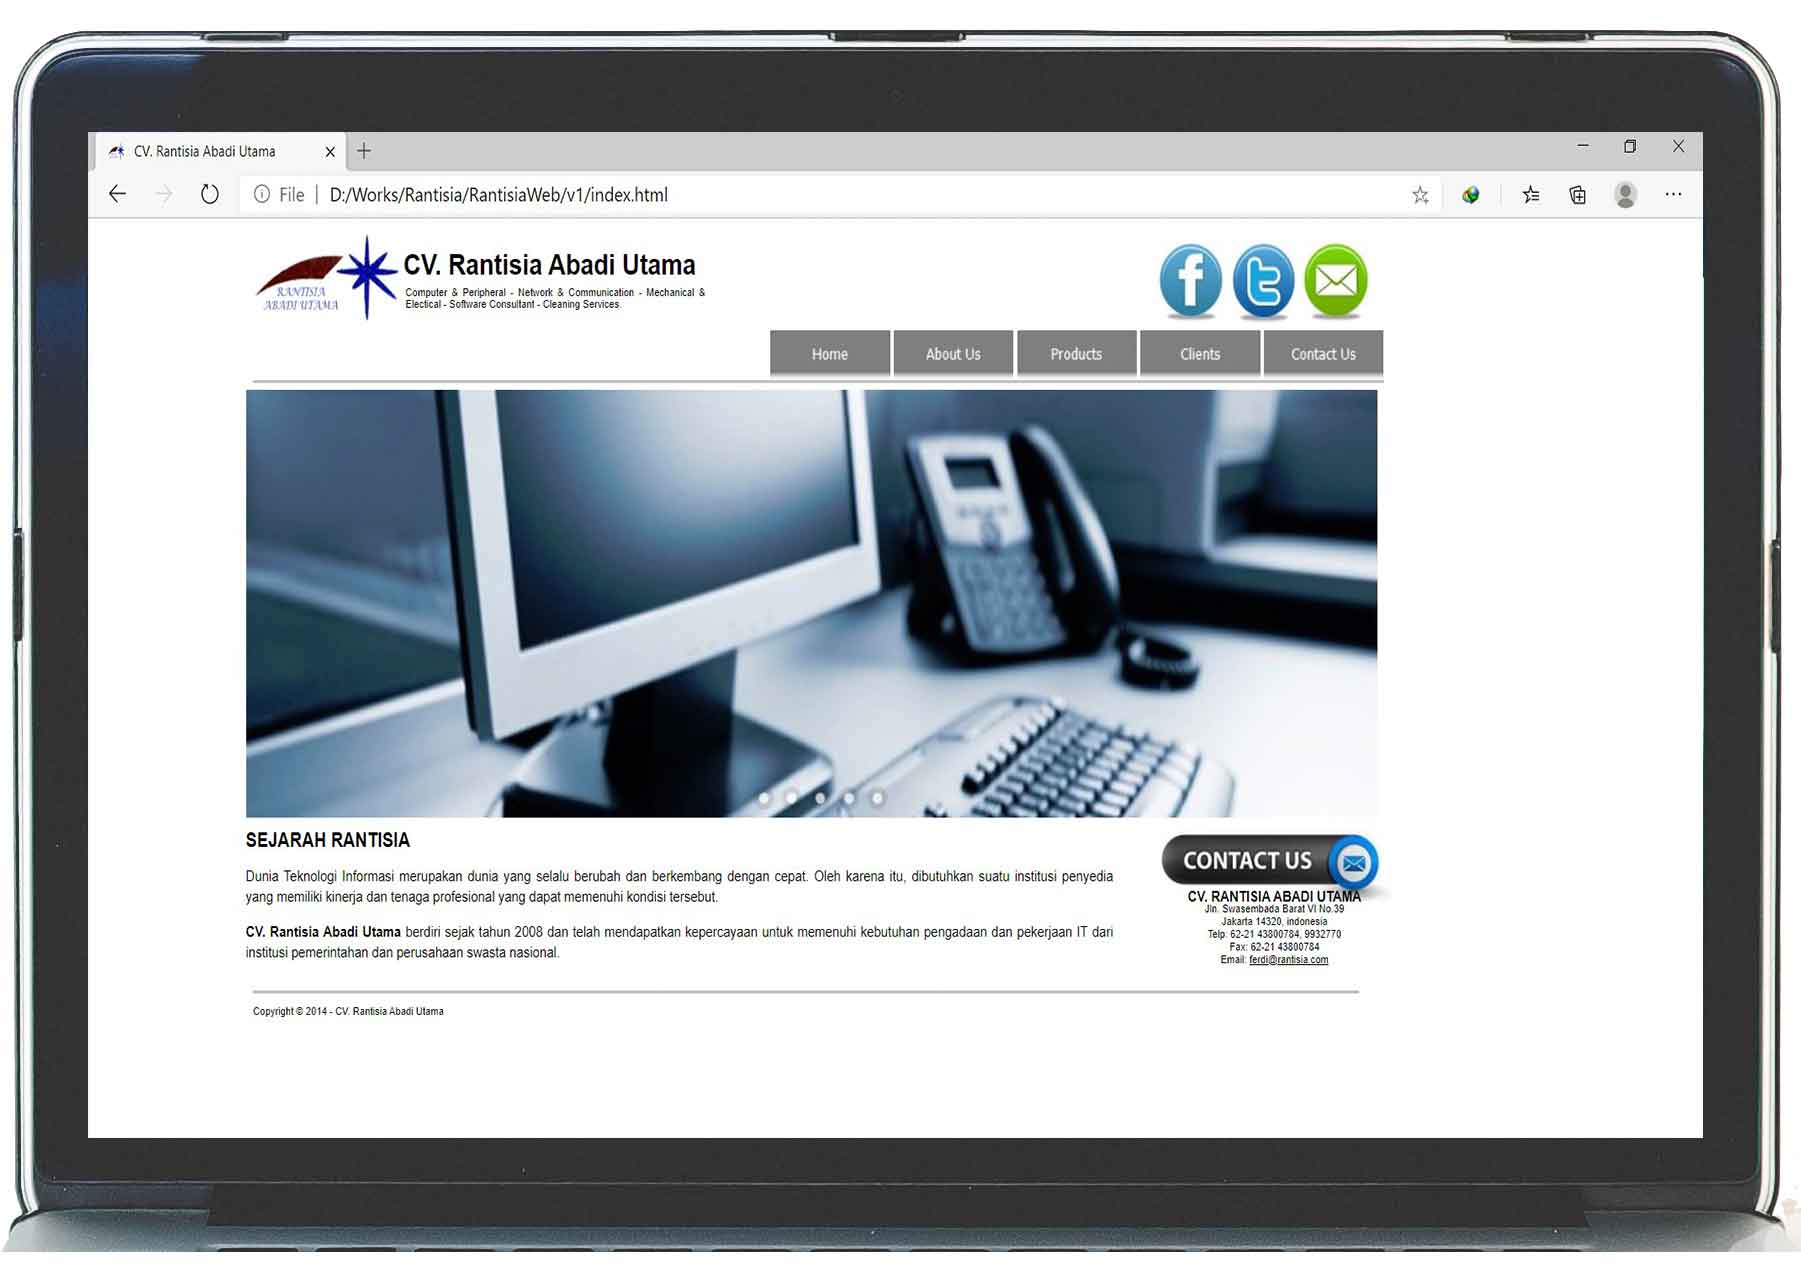 CV. Rantisia Abadi Utama
File | D:/Works/Rantisia/RantisiaWeb/v1/index.html
RANTISIA
ABADI UTAMA
CV. Rantisia Abadi Utama
Computer & Peripheral - Network & Communication - Mechanical &
Electical - Software Consultant - Cleaning Services
Home About Us Products Clients Contact Us
SEJARAH RANTISIA
Dunia Teknologi Informasi merupakan dunia yang selalu berubah dan berkembang dengan cepat. Oleh karena itu, dibutuhkan suatu institusi penyedia
yang memiliki kinerja dan tenaga profesional yang dapat memenuhi kondisi tersebut.
CV. Rantisia Abadi Utama berdiri sejak tahun 2008 dan telah mendapatkan kepercayaan untuk memenuhi kebutuhan pengadaan dan pekerjaan IT dari
institusi pemerintahan dan perusahaan swasta nasional.
CONTACT US
CV. RANTISIA ABADI UTAMA
Jln. Swasembada Barat VI No.39
Jakarta 14320, indonesia
Telp: 62-21 43800784, 9932770
Fax: 62-21 43800784
Email: ferdi@rantisia.com
Copyright © 2014 - CV. Rantisia Abadi Utama